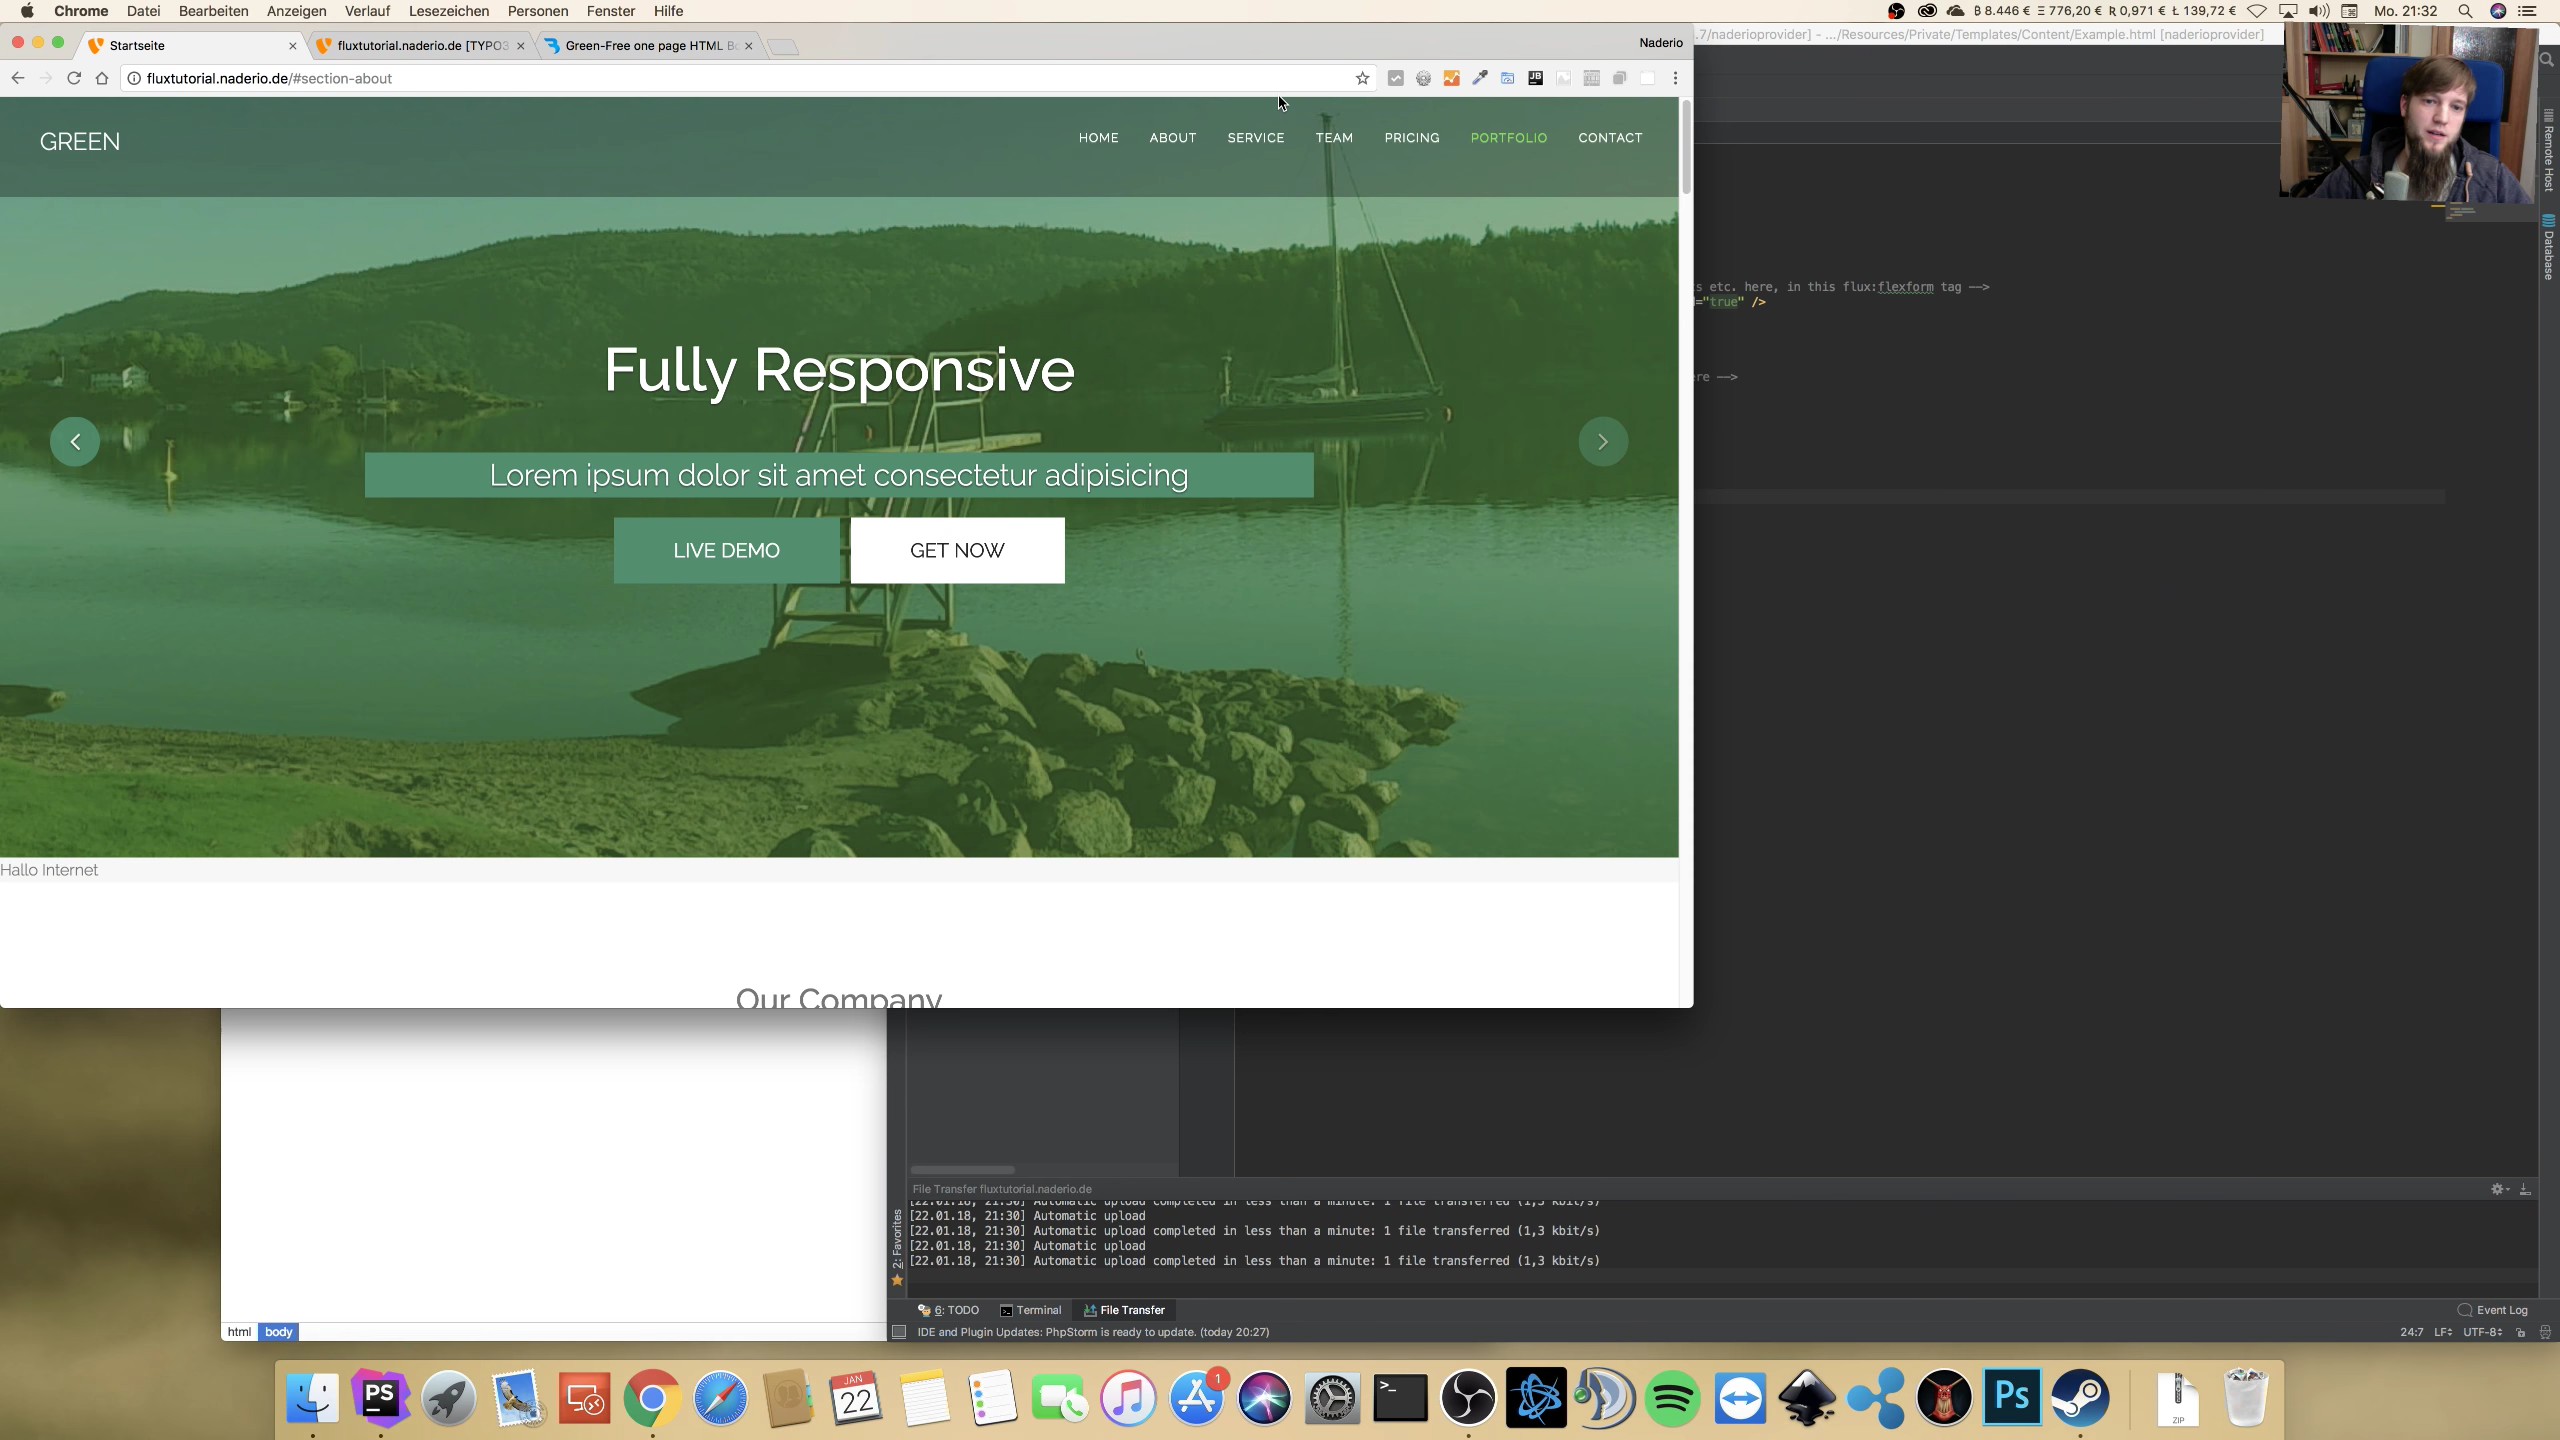 Chrome Datei Bearbeiten Anzeigen Verlauf Lesezeichen Personen Fenster Hilfe
8.446 € 776,20 € 0,971 € Ł 139,72 € Mo. 21:32
Startseite
fluxtutorial.naderio.de [TYPO3
Green-Free one page HTML Bo
Naderio
.7/naderioprovider] - .../Resources/Private/Templates/Content/Example.html [naderioprovider]
fluxtutorial.naderio.de/#section-about
GREEN
HOME ABOUT SERVICE TEAM PRICING PORTFOLIO CONTACT
Remote Host
Database
s etc. here, in this flux:flexform tag -->
="true" />
re -->
Fully Responsive
Lorem ipsum dolor sit amet consectetur adipisicing
LIVE DEMO
GET NOW
Hallo Internet
Our Company
File Transfer fluxtutorial.naderio.de
[22.01.18, 21:30] Automatic upload completed in less than a minute: 1 file transferred (1,3 kbit/s)
[22.01.18, 21:30] Automatic upload
[22.01.18, 21:30] Automatic upload completed in less than a minute: 1 file transferred (1,3 kbit/s)
[22.01.18, 21:30] Automatic upload
[22.01.18, 21:30] Automatic upload completed in less than a minute: 1 file transferred (1,3 kbit/s)
2: Favorites
6: TODO Terminal File Transfer
Event Log
html body
IDE and Plugin Updates: PhpStorm is ready to update. (today 20:27)
24:7 LF UTF-8
PS
JAN
22
1
Ps
ZIP